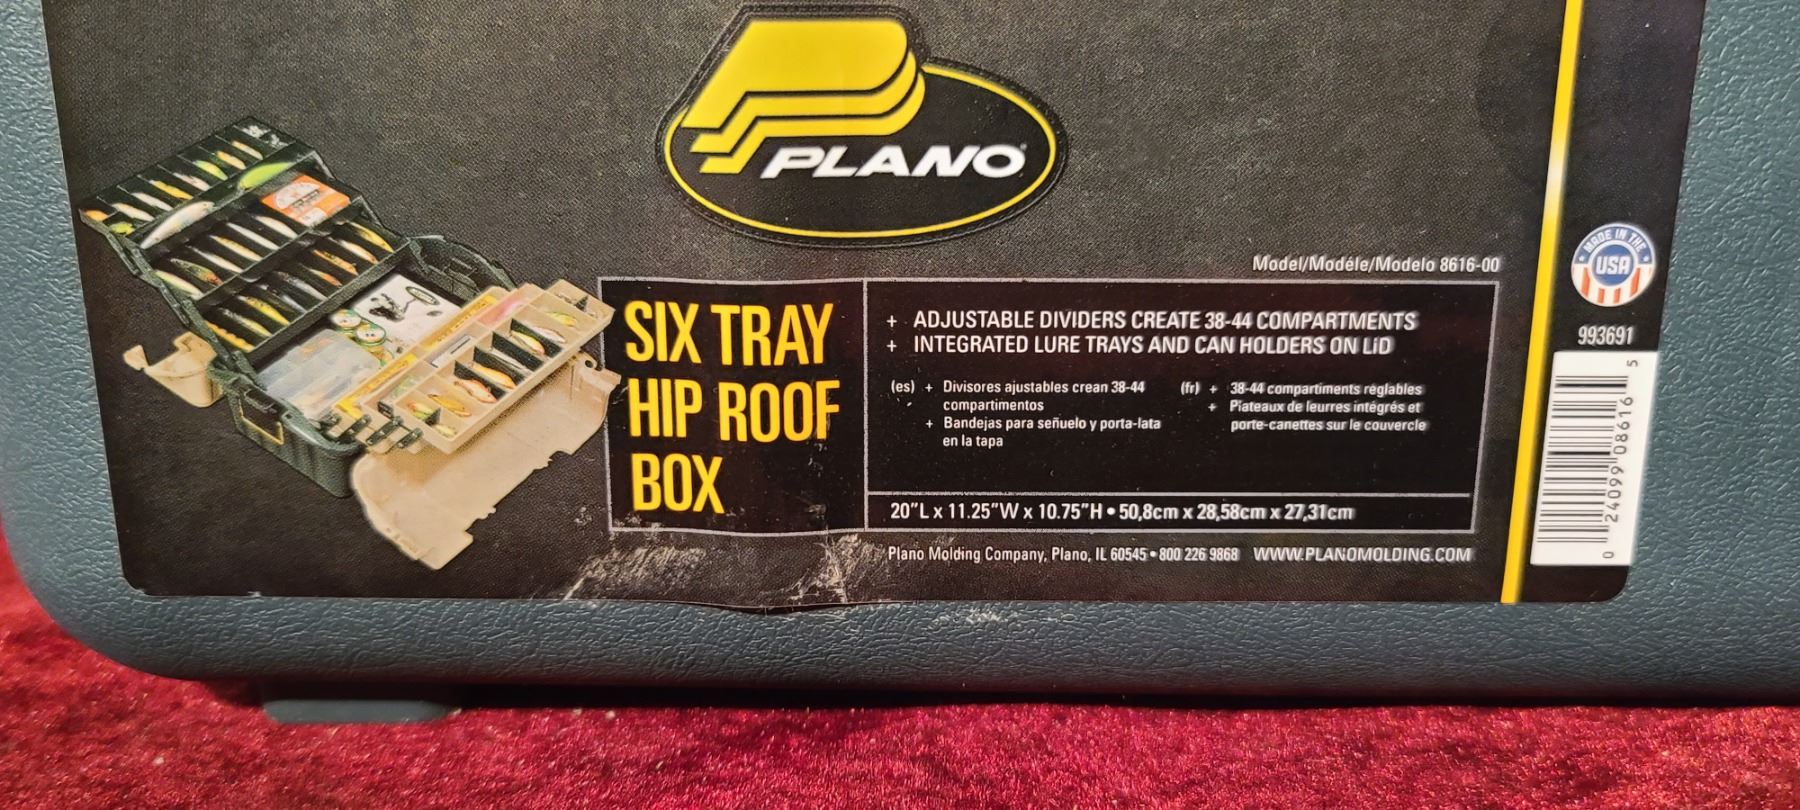 PLANO
Model/Modéle/Modelo 8616-00
MADE IN THE
USA
993691
SIX TRAY
HIP ROOF
BOX
+ ADJUSTABLE DIVIDERS CREATE 38-44 COMPARTMENTS
+ INTEGRATED LURE TRAYS AND CAN HOLDERS ON LiD
(es) + Divisores ajustables crean 38-44
compartimentos
+ Bandejas para señuelo y porta-lata
en la tapa
(fr) + 38-44 compartiments réglables
+ Plateaux de leurres intégrés et
porte-canettes sur le couvercle
20"L x 11.25"W x 10.75"H • 50,8cm x 28,58cm x 27,31cm
Plano Molding Company, Plano, IL 60545 • 800 226 9868 WWW.PLANOMOLDING.COM
0 24099 08616 5